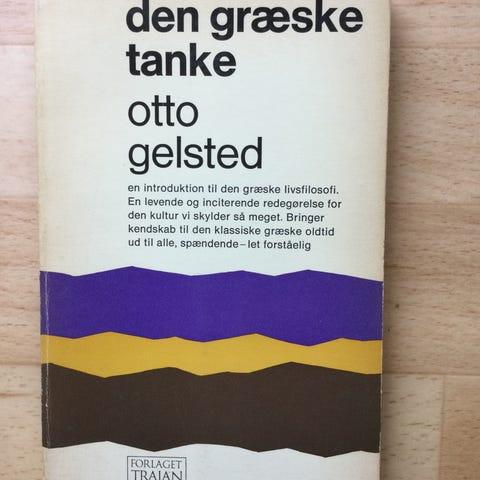 den græske
tanke
otto
gelsted
en introduktion til den græske livsfilosofi.
En levende og inciterende redegørelse for
den kultur vi skylder så meget. Bringer
kendskab til den klassiske græske oldtid
ud til alle, spændende–let forståelig
FORLAGET
TRAJAN